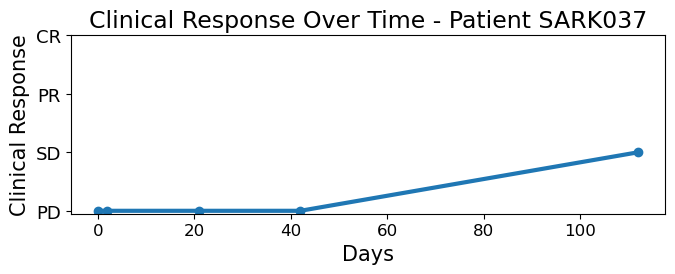 Clinical Response Over Time - Patient SARK037
Clinical Response
CR
PR
SD
PD
0 20 40 60 80 100
Days